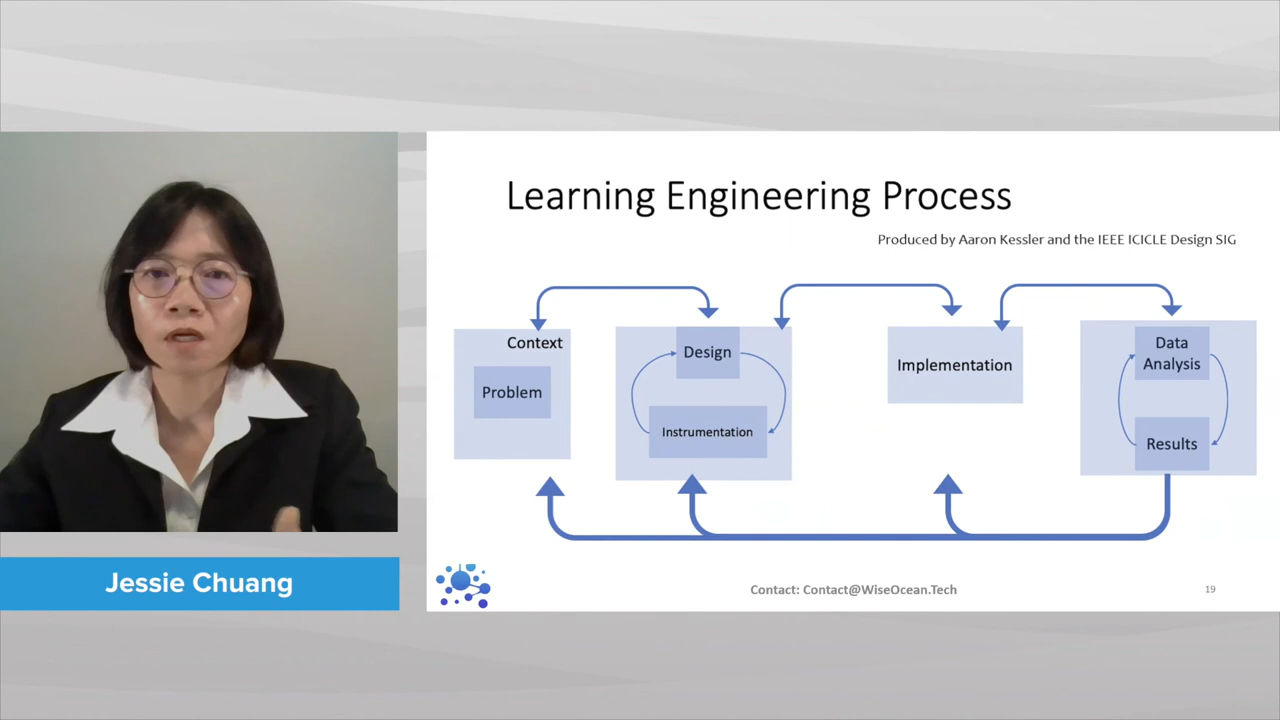 Learning Engineering Process
Produced by Aaron Kessler and the IEEE ICICLE Design SIG
Context
Problem
Design
Instrumentation
Implementation
Data
Analysis
Results
Jessie Chuang
Contact: Contact@WiseOcean.Tech
19